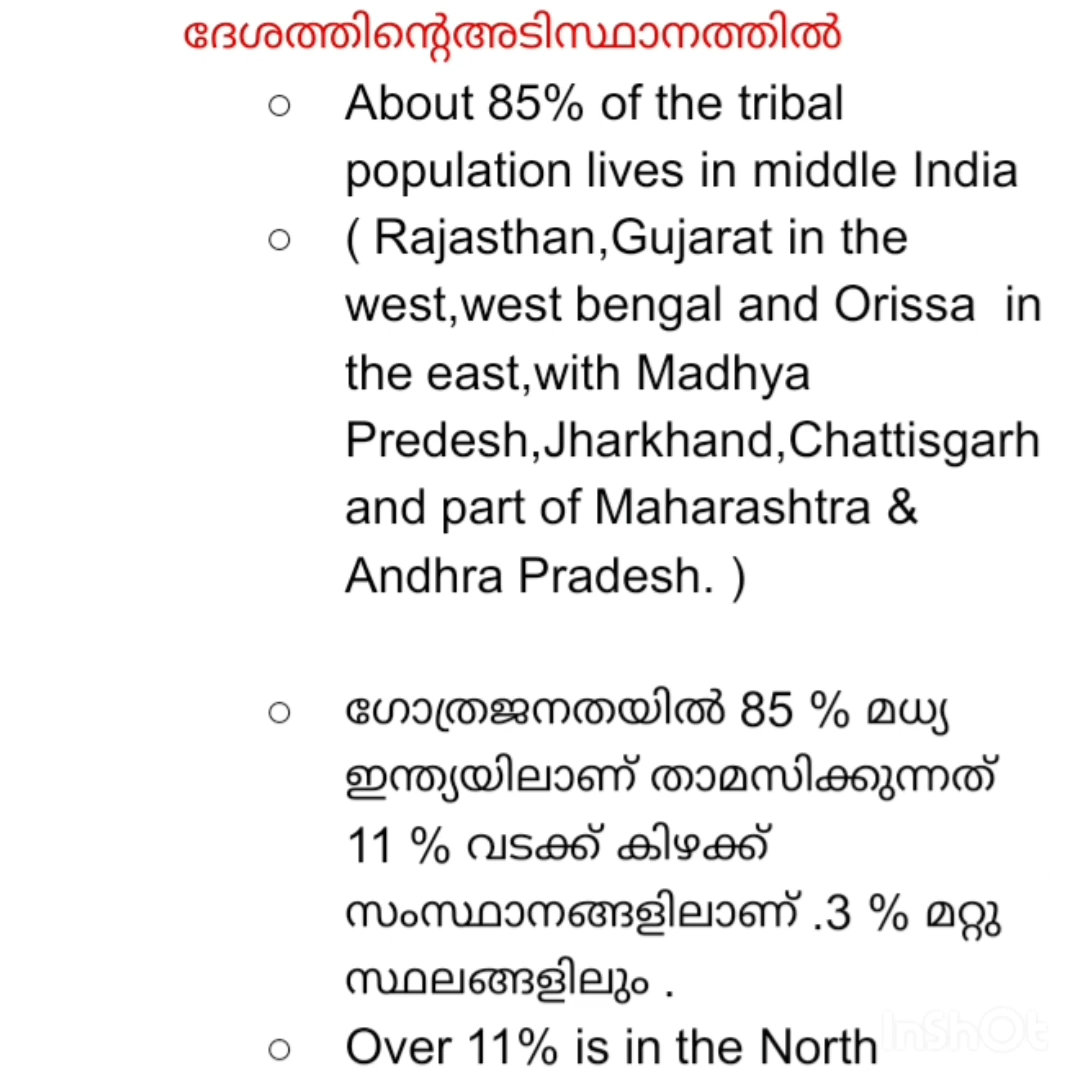 ദേശത്തിന്റെഅടിസ്ഥാനത്തിൽ
○ About 85% of the tribal
population lives in middle India
○ ( Rajasthan,Gujarat in the
west,west bengal and Orissa  in
the east,with Madhya
Predesh,Jharkhand,Chattisgarh
and part of Maharashtra &
Andhra Pradesh. )
○ ഗോത്രജനതയിൽ 85 % മധ്യ
ഇന്ത്യയിലാണ് താമസിക്കുന്നത്
11 % വടക്ക് കിഴക്ക്
സംസ്ഥാനങ്ങളിലാണ് .3 % മറ്റു
സ്ഥലങ്ങളിലും .
○ Over 11% is in the North
InShOt